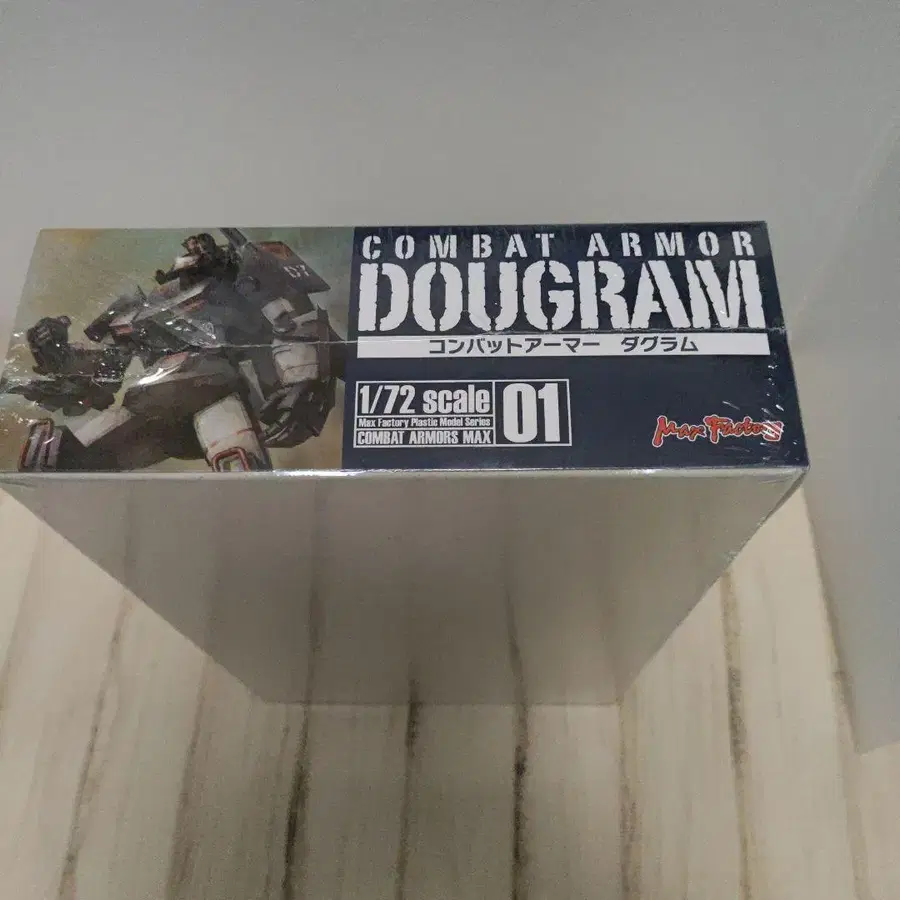 COMBAT ARMOR
DOUGRAM
コンバットアーマー ダグラム
1/72 scale
Max Factory Plastic Model Series
COMBAT ARMORS MAX
01
Max Factory